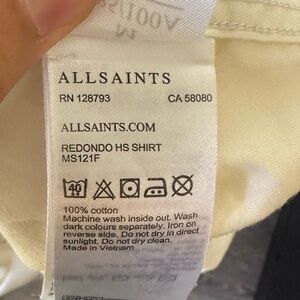 ALLSAINTS
RN 128793 CA 58080
ALLSAINTS.COM
REDONDO HS SHIRT
MS121F
40
100% cotton
Machine wash inside out. Wash
dark colours separately. Iron on
reverse side. Do not dry in direct
sunlight. Do not dry clean.
Made in Vietnam